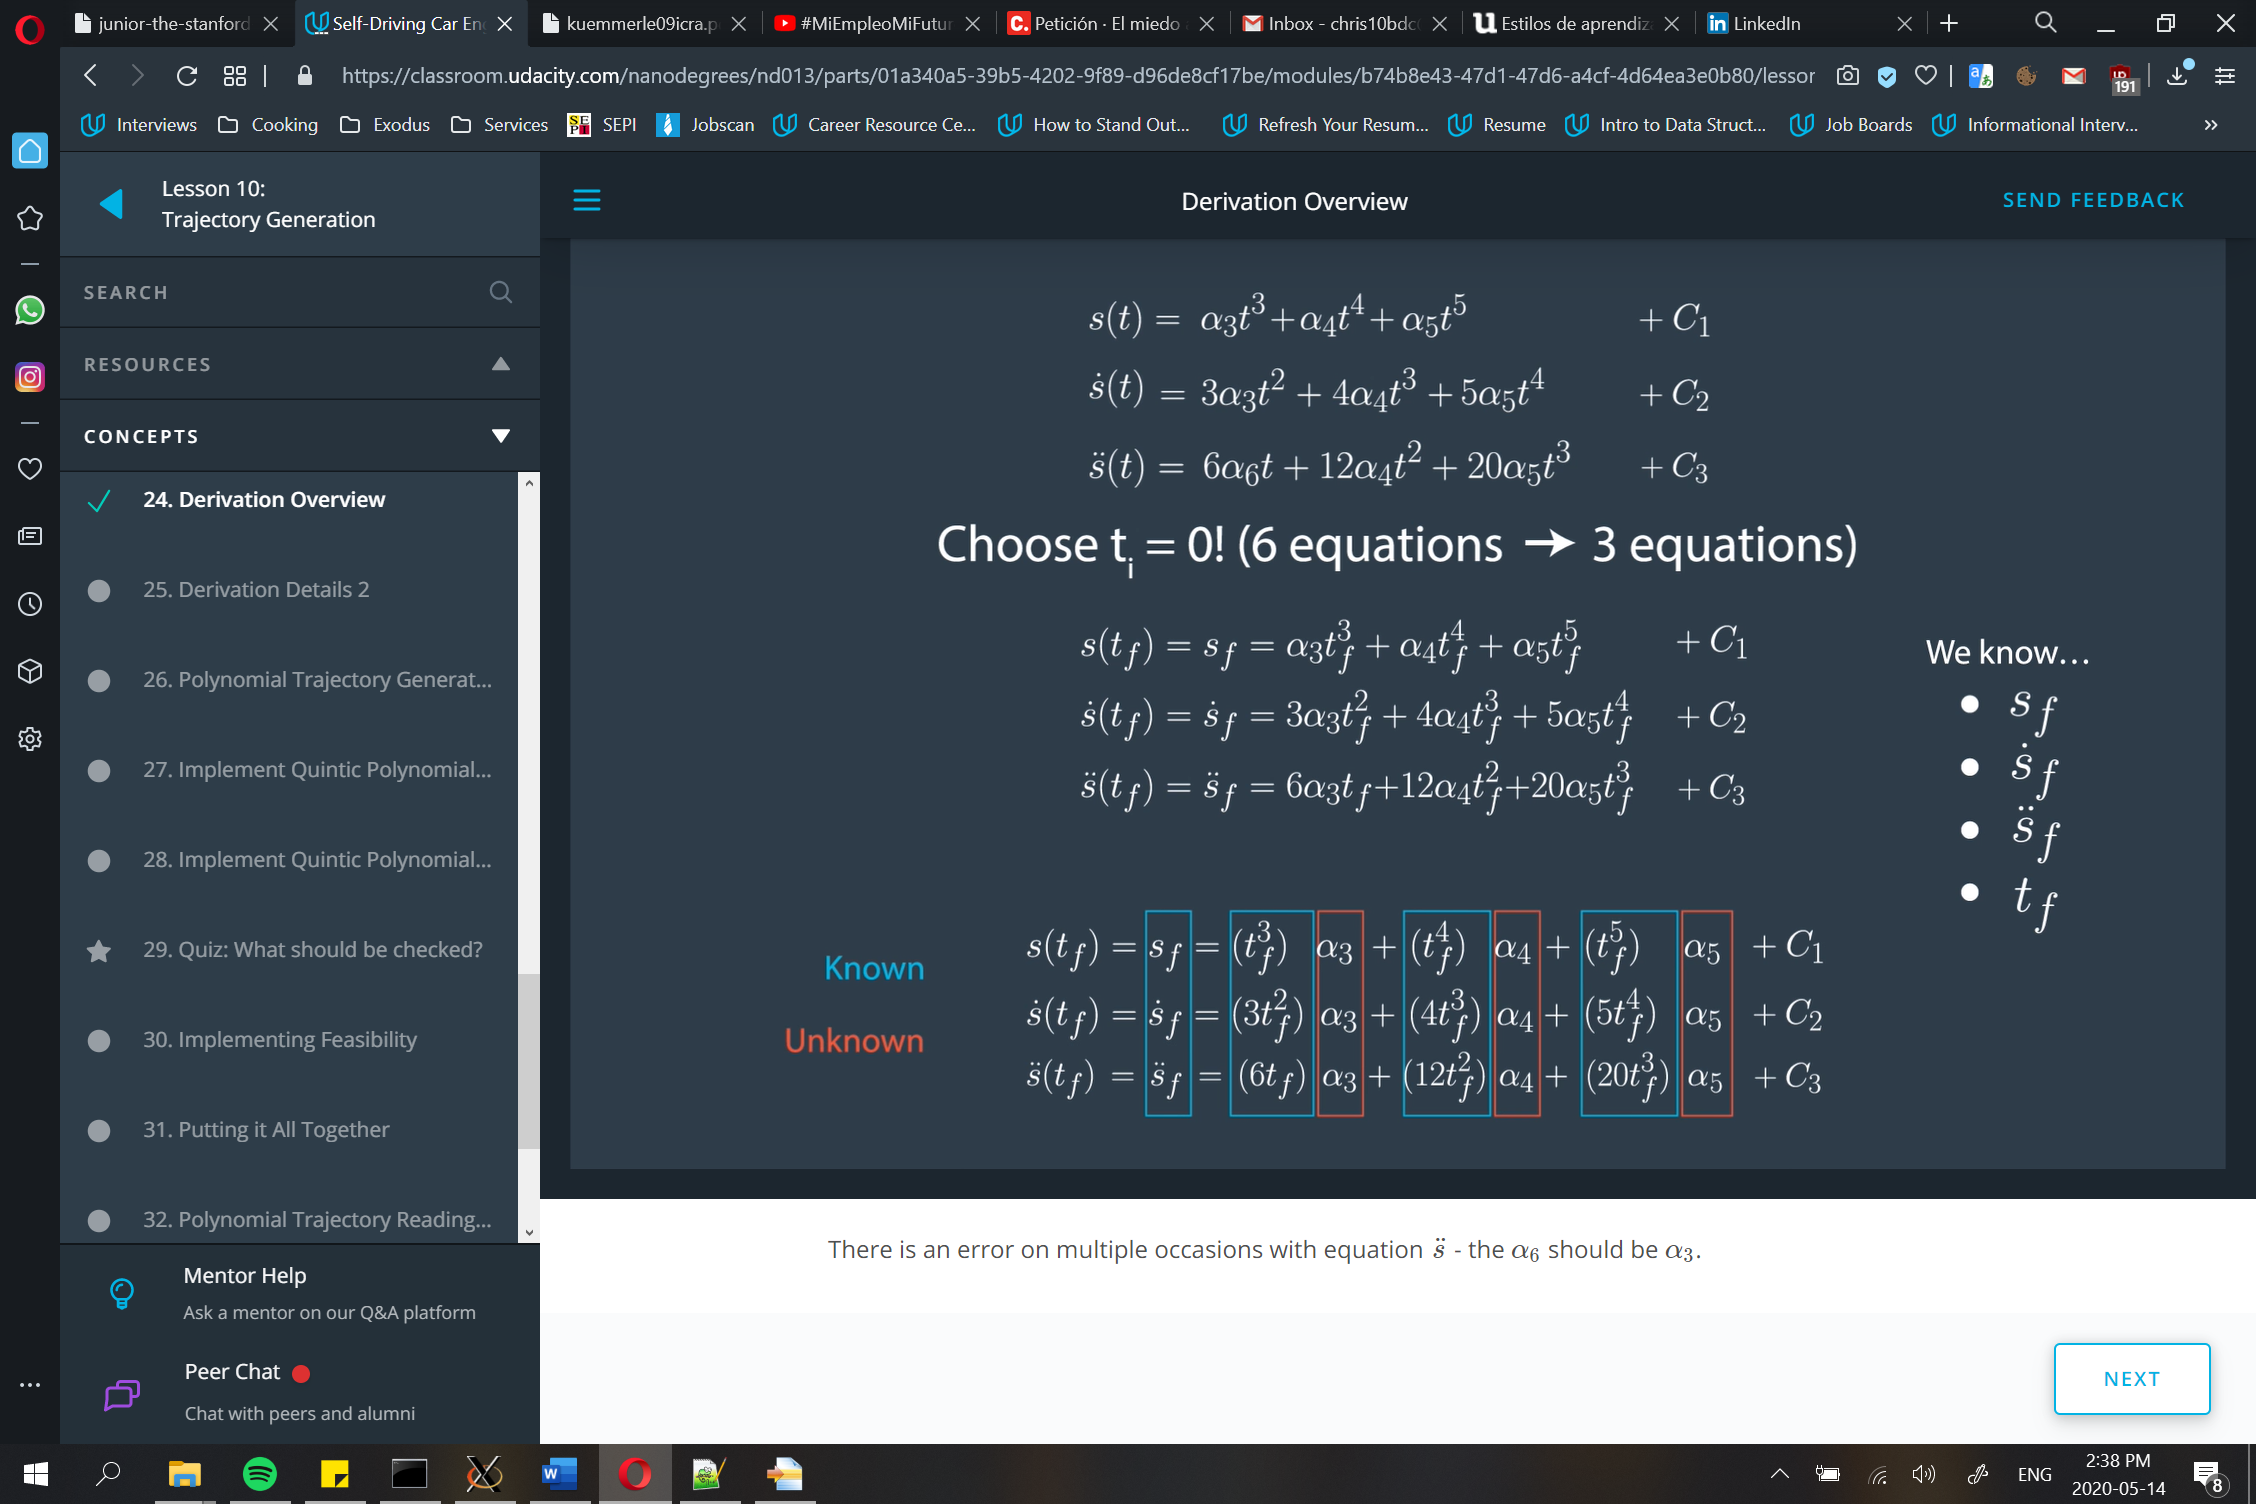 junior-the-stanford
Self-Driving Car En
kuemmerle09icra.p
#MiEmpleoMiFutur
Petición · El miedo
Inbox - chris10bdc
Estilos de aprendiz
LinkedIn
https://classroom.udacity.com/nanodegrees/nd013/parts/01a340a5-39b5-4202-9f89-d96de8cf17be/modules/b74b8e43-47d1-47d6-a4cf-4d64ea3e0b80/lessor
191
Interviews
Cooking
Exodus
Services
SEPI
Jobscan
Career Resource Ce...
How to Stand Out...
Refresh Your Resum...
Resume
Intro to Data Struct...
Job Boards
Informational Interv...
»
Lesson 10:
Trajectory Generation
SEARCH
RESOURCES
CONCEPTS
24. Derivation Overview
25. Derivation Details 2
26. Polynomial Trajectory Generat...
27. Implement Quintic Polynomial...
28. Implement Quintic Polynomial...
29. Quiz: What should be checked?
30. Implementing Feasibility
31. Putting it All Together
32. Polynomial Trajectory Reading...
Mentor Help
Ask a mentor on our Q&A platform
Peer Chat
Chat with peers and alumni
Derivation Overview
SEND FEEDBACK
s(t) = α₃t³ + α₄t⁴ + α₅t⁵ + C₁
ṡ(t) = 3α₃t² + 4α₄t³ + 5α₅t⁴ + C₂
s̈(t) = 6α₆t + 12α₄t² + 20α₅t³ + C₃
Choose tᵢ = 0! (6 equations → 3 equations)
s(t_f) = s_f = α₃t_f³ + α₄t_f⁴ + α₅t_f⁵ + C₁
ṡ(t_f) = ṡ_f = 3α₃t_f² + 4α₄t_f³ + 5α₅t_f⁴ + C₂
s̈(t_f) = s̈_f = 6α₃t_f+12α₄t_f²+20α₅t_f³ + C₃
We know...
• s_f
• ṡ_f
• s̈_f
• t_f
Known
Unknown
s(t_f) = s_f = (t_f³) α₃ + (t_f⁴) α₄ + (t_f⁵) α₅ + C₁
ṡ(t_f) = ṡ_f = (3t_f²) α₃ + (4t_f³) α₄ + (5t_f⁴) α₅ + C₂
s̈(t_f) = s̈_f = (6t_f) α₃ + (12t_f²) α₄ + (20t_f³) α₅ + C₃
There is an error on multiple occasions with equation s̈ - the α₆ should be α₃.
NEXT
ENG
2:38 PM
2020-05-14
8